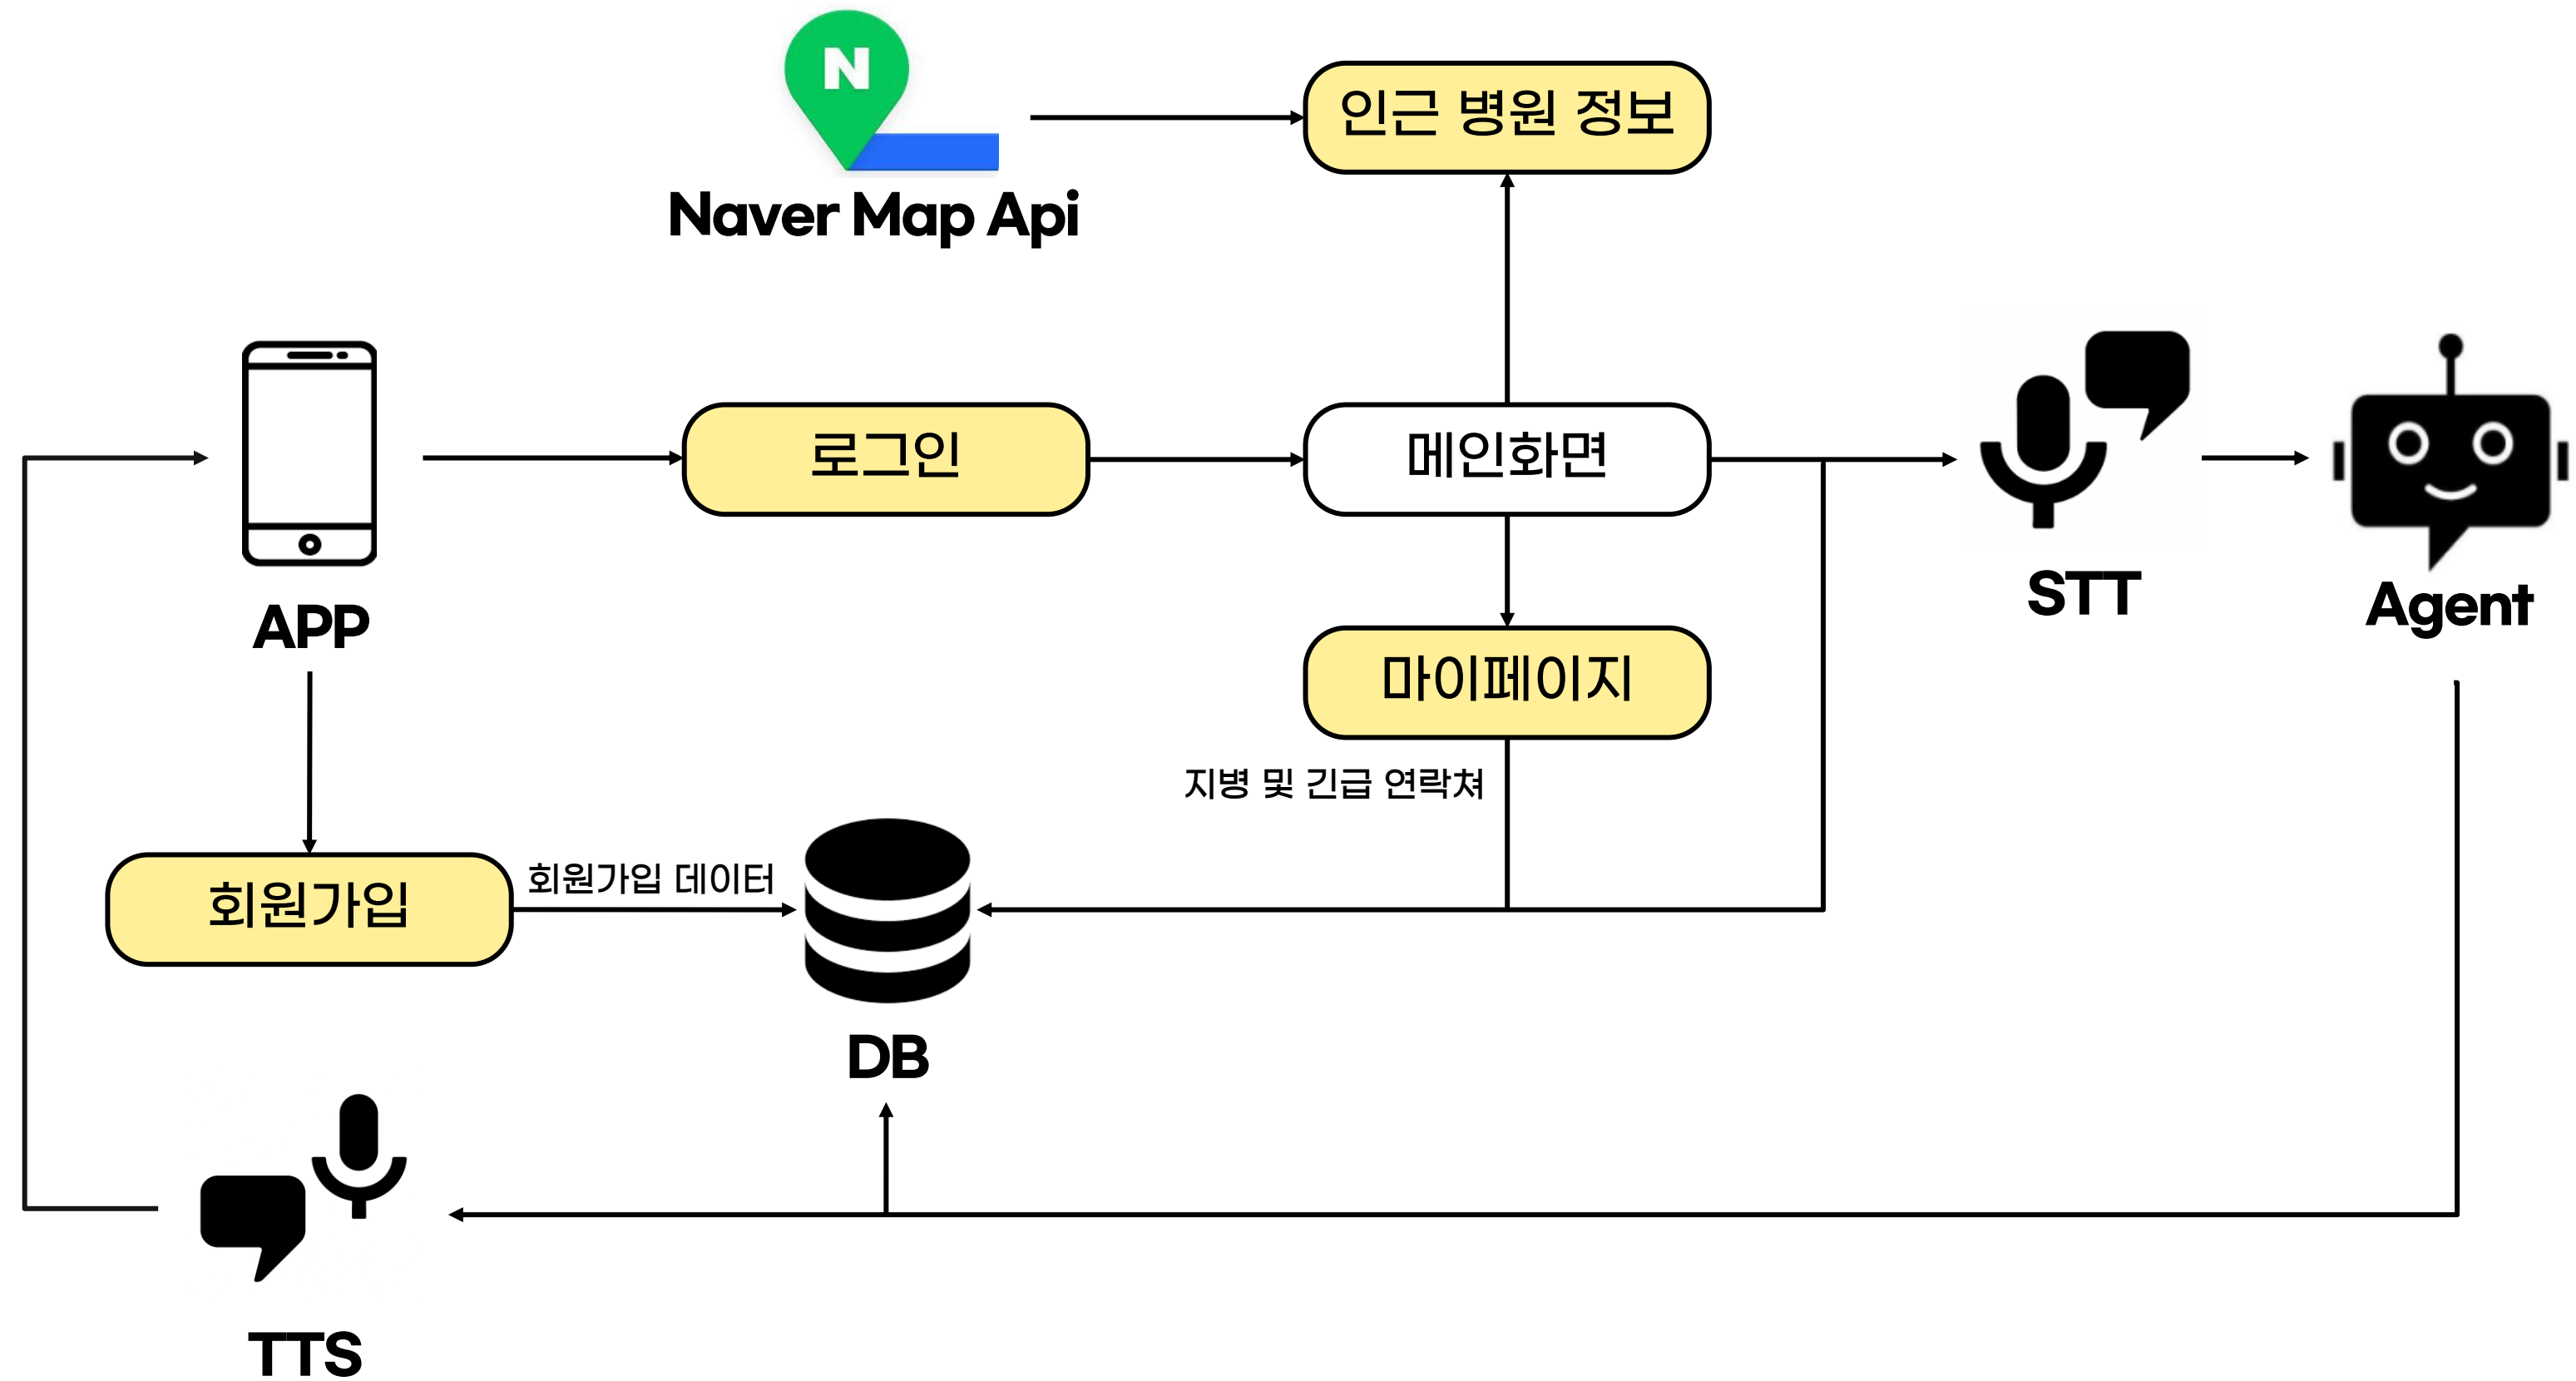 N
Naver Map Api
인근 병원 정보
로그인
메인화면
APP
STT
Agent
마이페이지
지병 및 긴급 연락쳐
회원가입
회원가입 데이터
DB
TTS